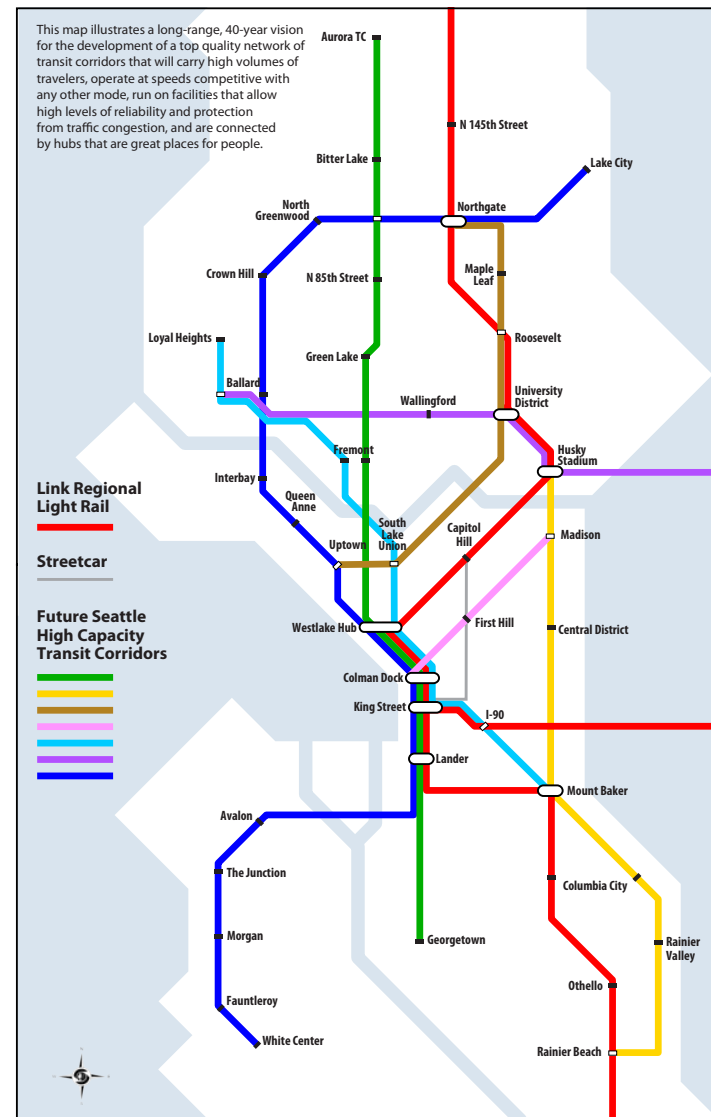 This map illustrates a long-range, 40-year vision
for the development of a top quality network of
transit corridors that will carry high volumes of
travelers, operate at speeds competitive with
any other mode, run on facilities that allow
high levels of reliability and protection
from traffic congestion, and are connected
by hubs that are great places for people.
Aurora TC
N 145th Street
Bitter Lake
Lake City
North
Greenwood
Northgate
Crown Hill
N 85th Street
Maple
Leaf
Loyal Heights
Roosevelt
Green Lake
Ballard
Wallingford
University
District
Fremont
Husky
Stadium
Interbay
Link Regional
Light Rail
Queen
Anne
South
Lake
Union
Capitol
Hill
Uptown
Madison
Streetcar
Future Seattle
High Capacity
Transit Corridors
Westlake Hub
First Hill
Central District
Colman Dock
King Street
I-90
Lander
Mount Baker
Avalon
The Junction
Columbia City
Morgan
Georgetown
Rainier
Valley
Othello
Fauntleroy
White Center
Rainier Beach